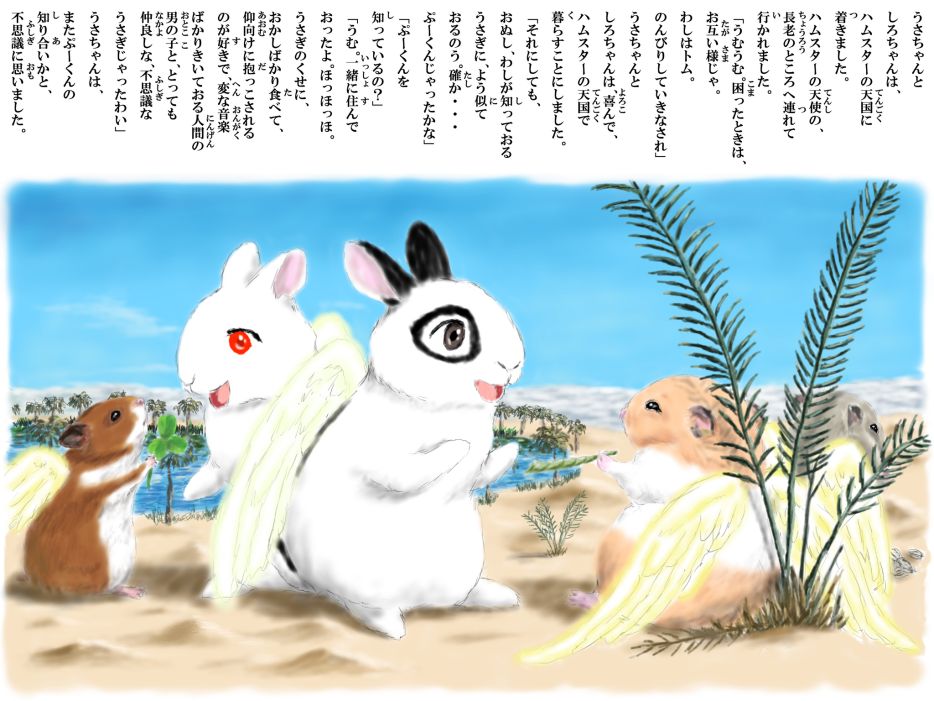 うさちゃんと
しろちゃんは、
ハムスターの天国に
着きました。
ハムスターの天使の、
長老のところへ連れて
行かれました。
「うむうむ。困ったときは、
お互い様じゃ。
わしはトム。
のんびりしていきなされ」
うさちゃんと
しろちゃんは、喜んで、
ハムスターの天国で
暮らすことにしました。
「それにしても、
おぬし、わしが知っておる
うさぎに、よう似て
おるのう。確か・・・
ぷーくんじゃったかな」
「ぷーくんを
知っているの?」
「うむ。一緒に住んで
おったよ。ほっほっほ。
うさぎのくせに、
おかしばかり食べて、
仰向けに抱っこされる
のが好きで、変な音楽
ばかりきいておる人間の
男の子と、とっても
仲良しな、不思議な
うさぎじゃったわい」
うさちゃんは、
またぷーくんの
知り合いかと、
不思議に思いました。